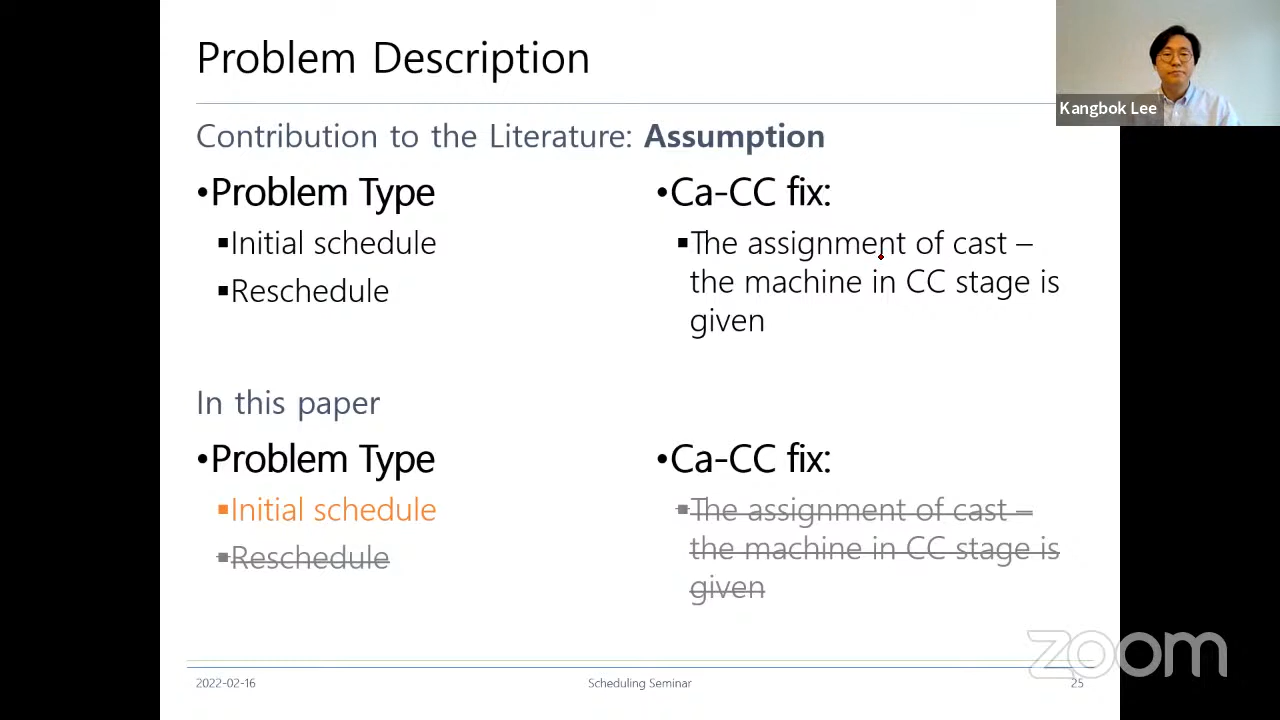 Problem Description
Kangbok Lee
Contribution to the Literature: Assumption
•Problem Type
▪Initial schedule
▪Reschedule
•Ca-CC fix:
▪The assignment of cast –
the machine in CC stage is
given
In this paper
•Problem Type
▪Initial schedule
▪Reschedule
•Ca-CC fix:
▪The assignment of cast –
the machine in CC stage is
given
zoom
2022-02-16
Scheduling Seminar
25